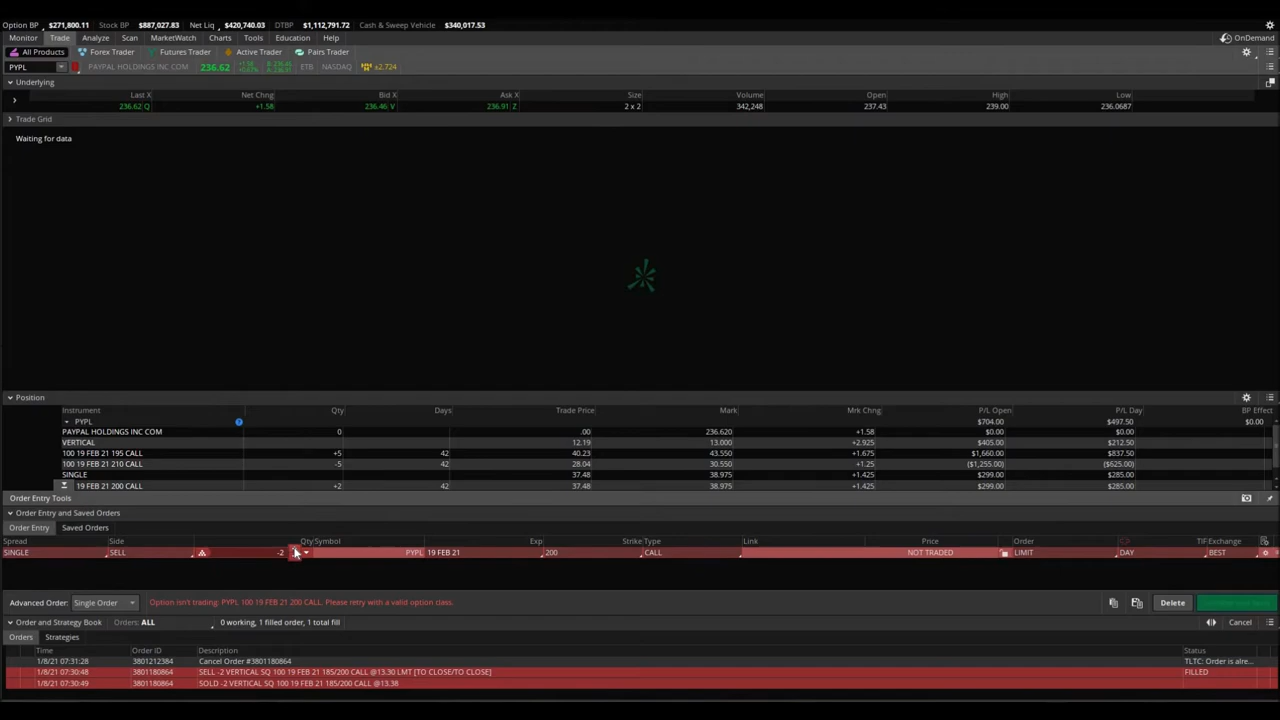 Option BP $271,800.11 Stock BP $887,027.83 Net Liq $420,740.03 DTBP $1,112,791.72 Cash & Sweep Vehicle $340,017.53
Monitor Trade Analyze Scan MarketWatch Charts Tools Education Help OnDemand
All Products Forex Trader Futures Trader Active Trader Pairs Trader
PYPL PAYPAL HOLDINGS INC COM 236.62 +1.58 +0.67% B: 236.46 A: 236.91 ETB NASDAQ ±2.724
Underlying
Last X Net Chng Bid X Ask X Size Volume Open High Low
236.62 Q +1.58 236.46 V 236.91 Z 2 x 2 342,248 237.43 239.00 236.0687
Trade Grid
Waiting for data
Position
Instrument Qty Days Trade Price Mark Mrk Chng P/L Open P/L Day BP Effect
PYPL $704.00 $497.50 $0.00
PAYPAL HOLDINGS INC COM 0 .00 236.620 +1.58 $0.00 $0.00
VERTICAL 12.19 13.000 +2.925 $405.00 $212.50
100 19 FEB 21 195 CALL +5 42 40.23 43.550 +1.675 $1,660.00 $837.50
100 19 FEB 21 210 CALL -5 42 28.04 30.550 +1.25 ($1,255.00) ($625.00)
SINGLE 37.48 38.975 +1.425 $299.00 $285.00
19 FEB 21 200 CALL +2 42 37.48 38.975 +1.425 $299.00 $285.00
Order Entry Tools
Order Entry and Saved Orders
Order Entry Saved Orders
Spread Side Qty Symbol Exp Strike Type Link Price Order TIF Exchange
SINGLE SELL -2 PYPL 19 FEB 21 200 CALL NOT TRADED LIMIT DAY BEST
Advanced Order: Single Order Option isn't trading: PYPL 100 19 FEB 21 200 CALL. Please retry with a valid option class. Delete
Order and Strategy Book Orders: ALL 0 working, 1 filled order, 1 total fill Cancel
Orders Strategies
Time Order ID Description Status
1/8/21 07:31:28 3801212384 Cancel Order #3801180864 TLTC: Order is alre...
1/8/21 07:30:48 3801180864 SELL -2 VERTICAL SQ 100 19 FEB 21 185/200 CALL @13.30 LMT [TO CLOSE/TO CLOSE] FILLED
1/8/21 07:30:49 3801180864 SOLD -2 VERTICAL SQ 100 19 FEB 21 185/200 CALL @13.38